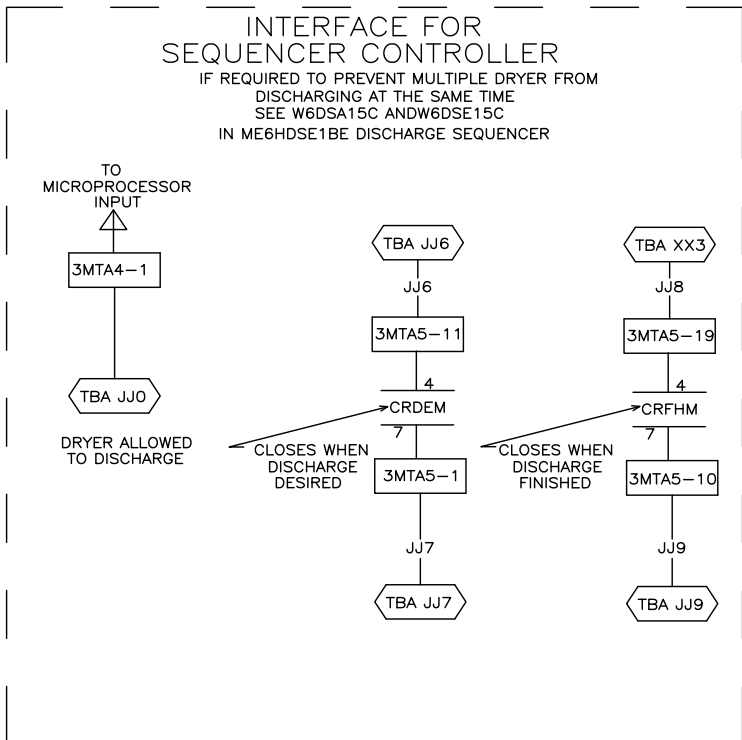 INTERFACE FOR
SEQUENCER CONTROLLER
IF REQUIRED TO PREVENT MULTIPLE DRYER FROM
DISCHARGING AT THE SAME TIME
SEE W6DSA15C ANDW6DSE15C
IN ME6HDSE1BE DISCHARGE SEQUENCER
TO
MICROPROCESSOR
INPUT
3MTA4-1
TBA JJ0
DRYER ALLOWED
TO DISCHARGE
TBA JJ6
JJ6
3MTA5-11
4
CRDEM
7
CLOSES WHEN
DISCHARGE
DESIRED
3MTA5-1
JJ7
TBA JJ7
TBA XX3
JJ8
3MTA5-19
4
CRFHM
7
CLOSES WHEN
DISCHARGE
FINISHED
3MTA5-10
JJ9
TBA JJ9